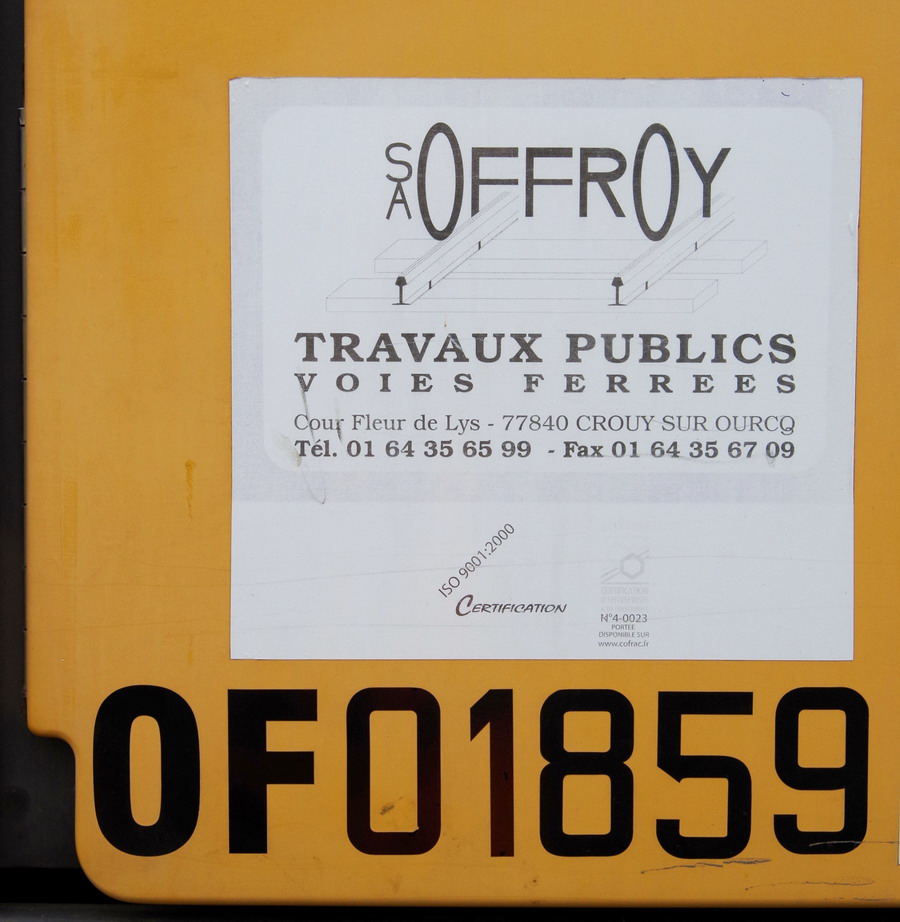 SA OFFROY
TRAVAUX PUBLICS
VOIES FERREES
Cour Fleur de Lys - 77840 CROUY SUR OURCQ
Tél. 01 64 35 65 99 - Fax 01 64 35 67 09
ISO 9001:2000
CERTIFICATION
CERTIFICATION
N°4-0023
PORTEE
DISPONIBLE SUR
www.cofrac.fr
OF01859